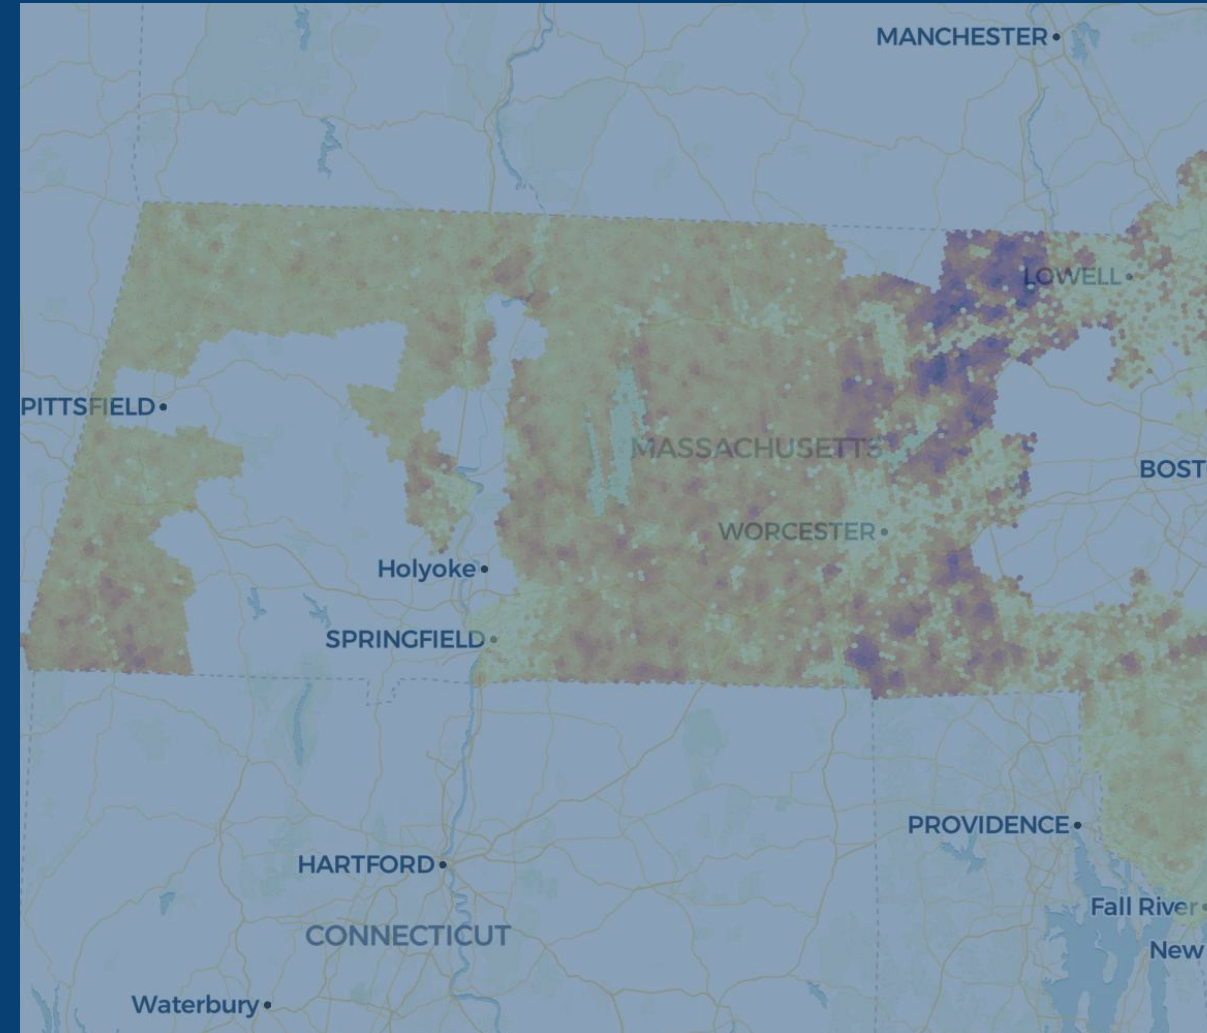 MANCHESTER
LOWELL
PITTSFIELD
MASSACHUSETTS
BOST
WORCESTER
Holyoke
SPRINGFIELD
PROVIDENCE
HARTFORD
Fall River
CONNECTICUT
New
Waterbury